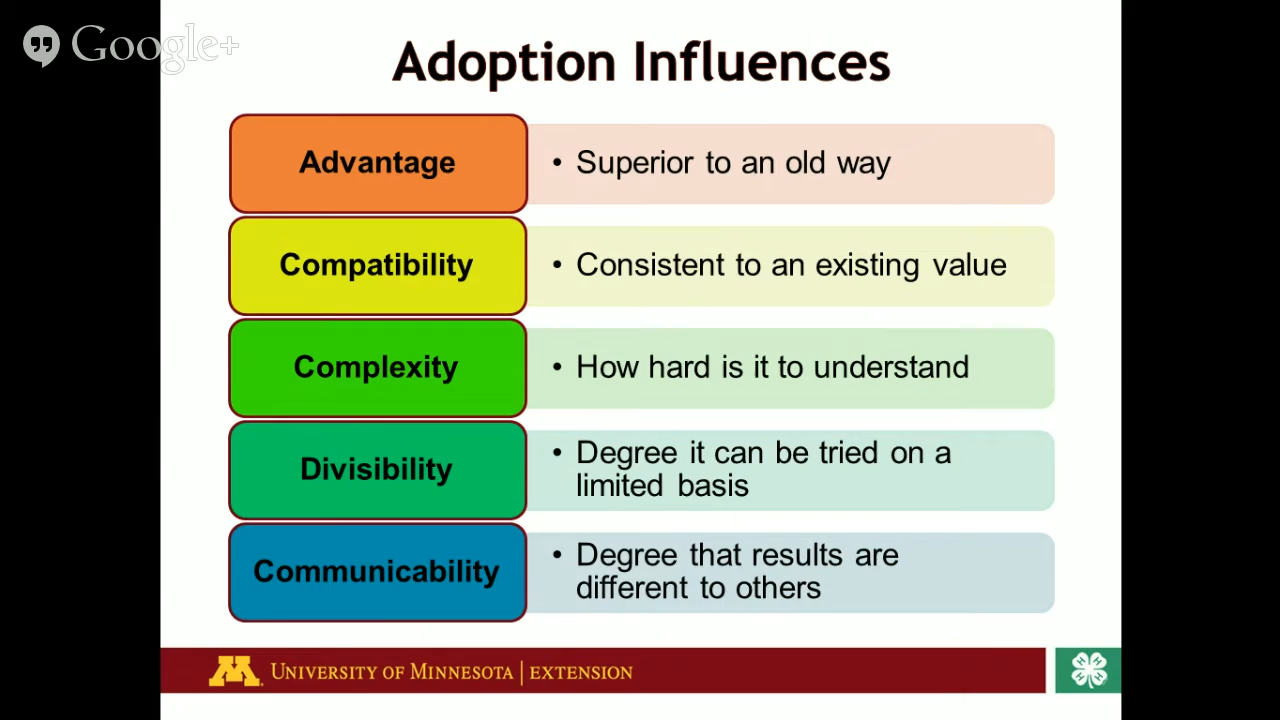 Google+
Adoption Influences
Advantage
• Superior to an old way
Compatibility
• Consistent to an existing value
Complexity
• How hard is it to understand
Divisibility
• Degree it can be tried on a
limited basis
Communicability
• Degree that results are
different to others
M
UNIVERSITY OF MINNESOTA | EXTENSION
H H H H